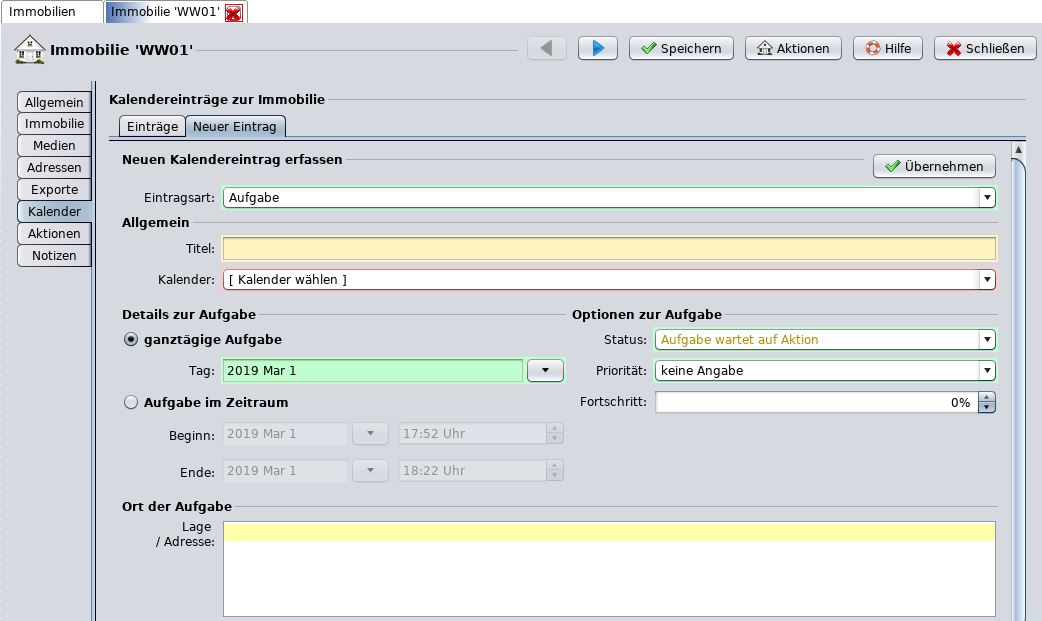 Immobilien
Immobilie 'WW01'
Immobilie 'WW01'
Speichern
Aktionen
Hilfe
Schließen
Allgemein
Immobilie
Medien
Adressen
Exporte
Kalender
Aktionen
Notizen
Kalendereinträge zur Immobilie
Einträge
Neuer Eintrag
Neuen Kalendereintrag erfassen
Übernehmen
Eintragsart: Aufgabe
Allgemein
Titel:
Kalender: [ Kalender wählen ]
Details zur Aufgabe
ganztägige Aufgabe
Tag: 2019 Mar 1
Aufgabe im Zeitraum
Beginn: 2019 Mar 1 17:52 Uhr
Ende: 2019 Mar 1 18:22 Uhr
Optionen zur Aufgabe
Status: Aufgabe wartet auf Aktion
Priorität: keine Angabe
Fortschritt: 0%
Ort der Aufgabe
Lage
/ Adresse: